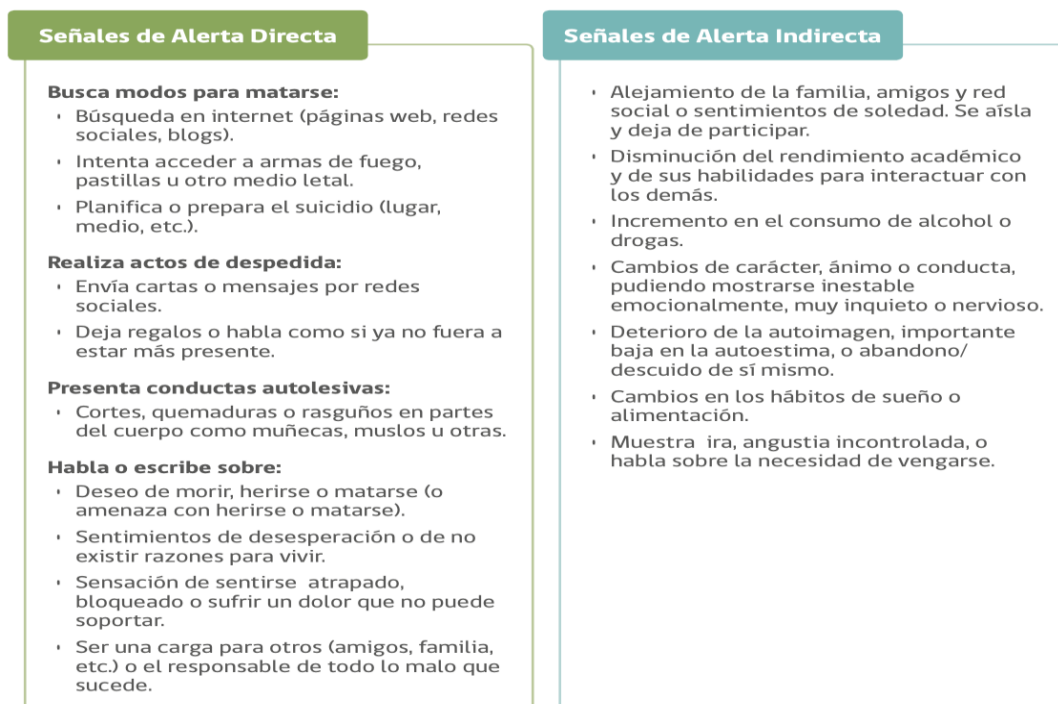 Señales de Alerta Directa
Busca modos para matarse:
· Búsqueda en internet (páginas web, redes
sociales, blogs).
· Intenta acceder a armas de fuego,
pastillas u otro medio letal.
· Planifica o prepara el suicidio (lugar,
medio, etc.).
Realiza actos de despedida:
· Envía cartas o mensajes por redes
sociales.
· Deja regalos o habla como si ya no fuera a
estar más presente.
Presenta conductas autolesivas:
· Cortes, quemaduras o rasguños en partes
del cuerpo como muñecas, muslos u otras.
Habla o escribe sobre:
· Deseo de morir, herirse o matarse (o
amenaza con herirse o matarse).
· Sentimientos de desesperación o de no
existir razones para vivir.
· Sensación de sentirse atrapado,
bloqueado o sufrir un dolor que no puede
soportar.
· Ser una carga para otros (amigos, familia,
etc.) o el responsable de todo lo malo que
sucede.
Señales de Alerta Indirecta
· Alejamiento de la familia, amigos y red
social o sentimientos de soledad. Se aísla
y deja de participar.
· Disminución del rendimiento académico
y de sus habilidades para interactuar con
los demás.
· Incremento en el consumo de alcohol o
drogas.
· Cambios de carácter, ánimo o conducta,
pudiendo mostrarse inestable
emocionalmente, muy inquieto o nervioso.
· Deterioro de la autoimagen, importante
baja en la autoestima, o abandono/
descuido de sí mismo.
· Cambios en los hábitos de sueño o
alimentación.
· Muestra ira, angustia incontrolada, o
habla sobre la necesidad de vengarse.